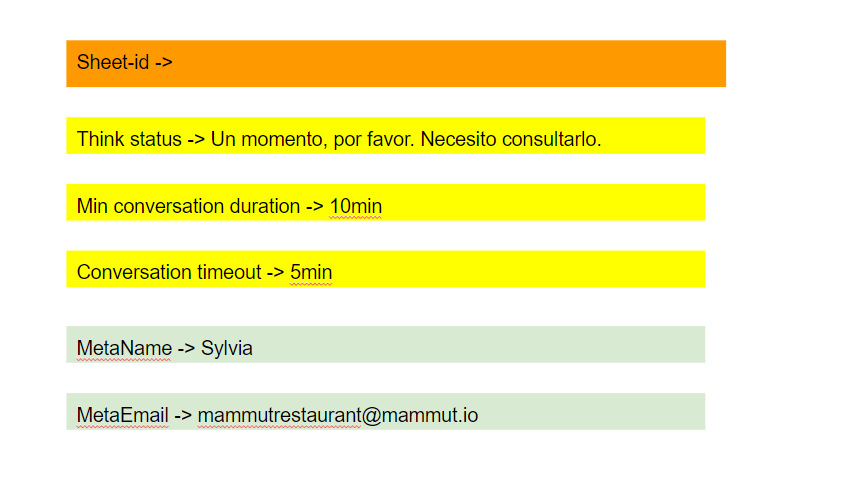 Sheet-id ->
Think status -> Un momento, por favor. Necesito consultarlo.
Min conversation duration -> 10min
Conversation timeout -> 5min
MetaName -> Sylvia
MetaEmail -> mammutrestaurant@mammut.io